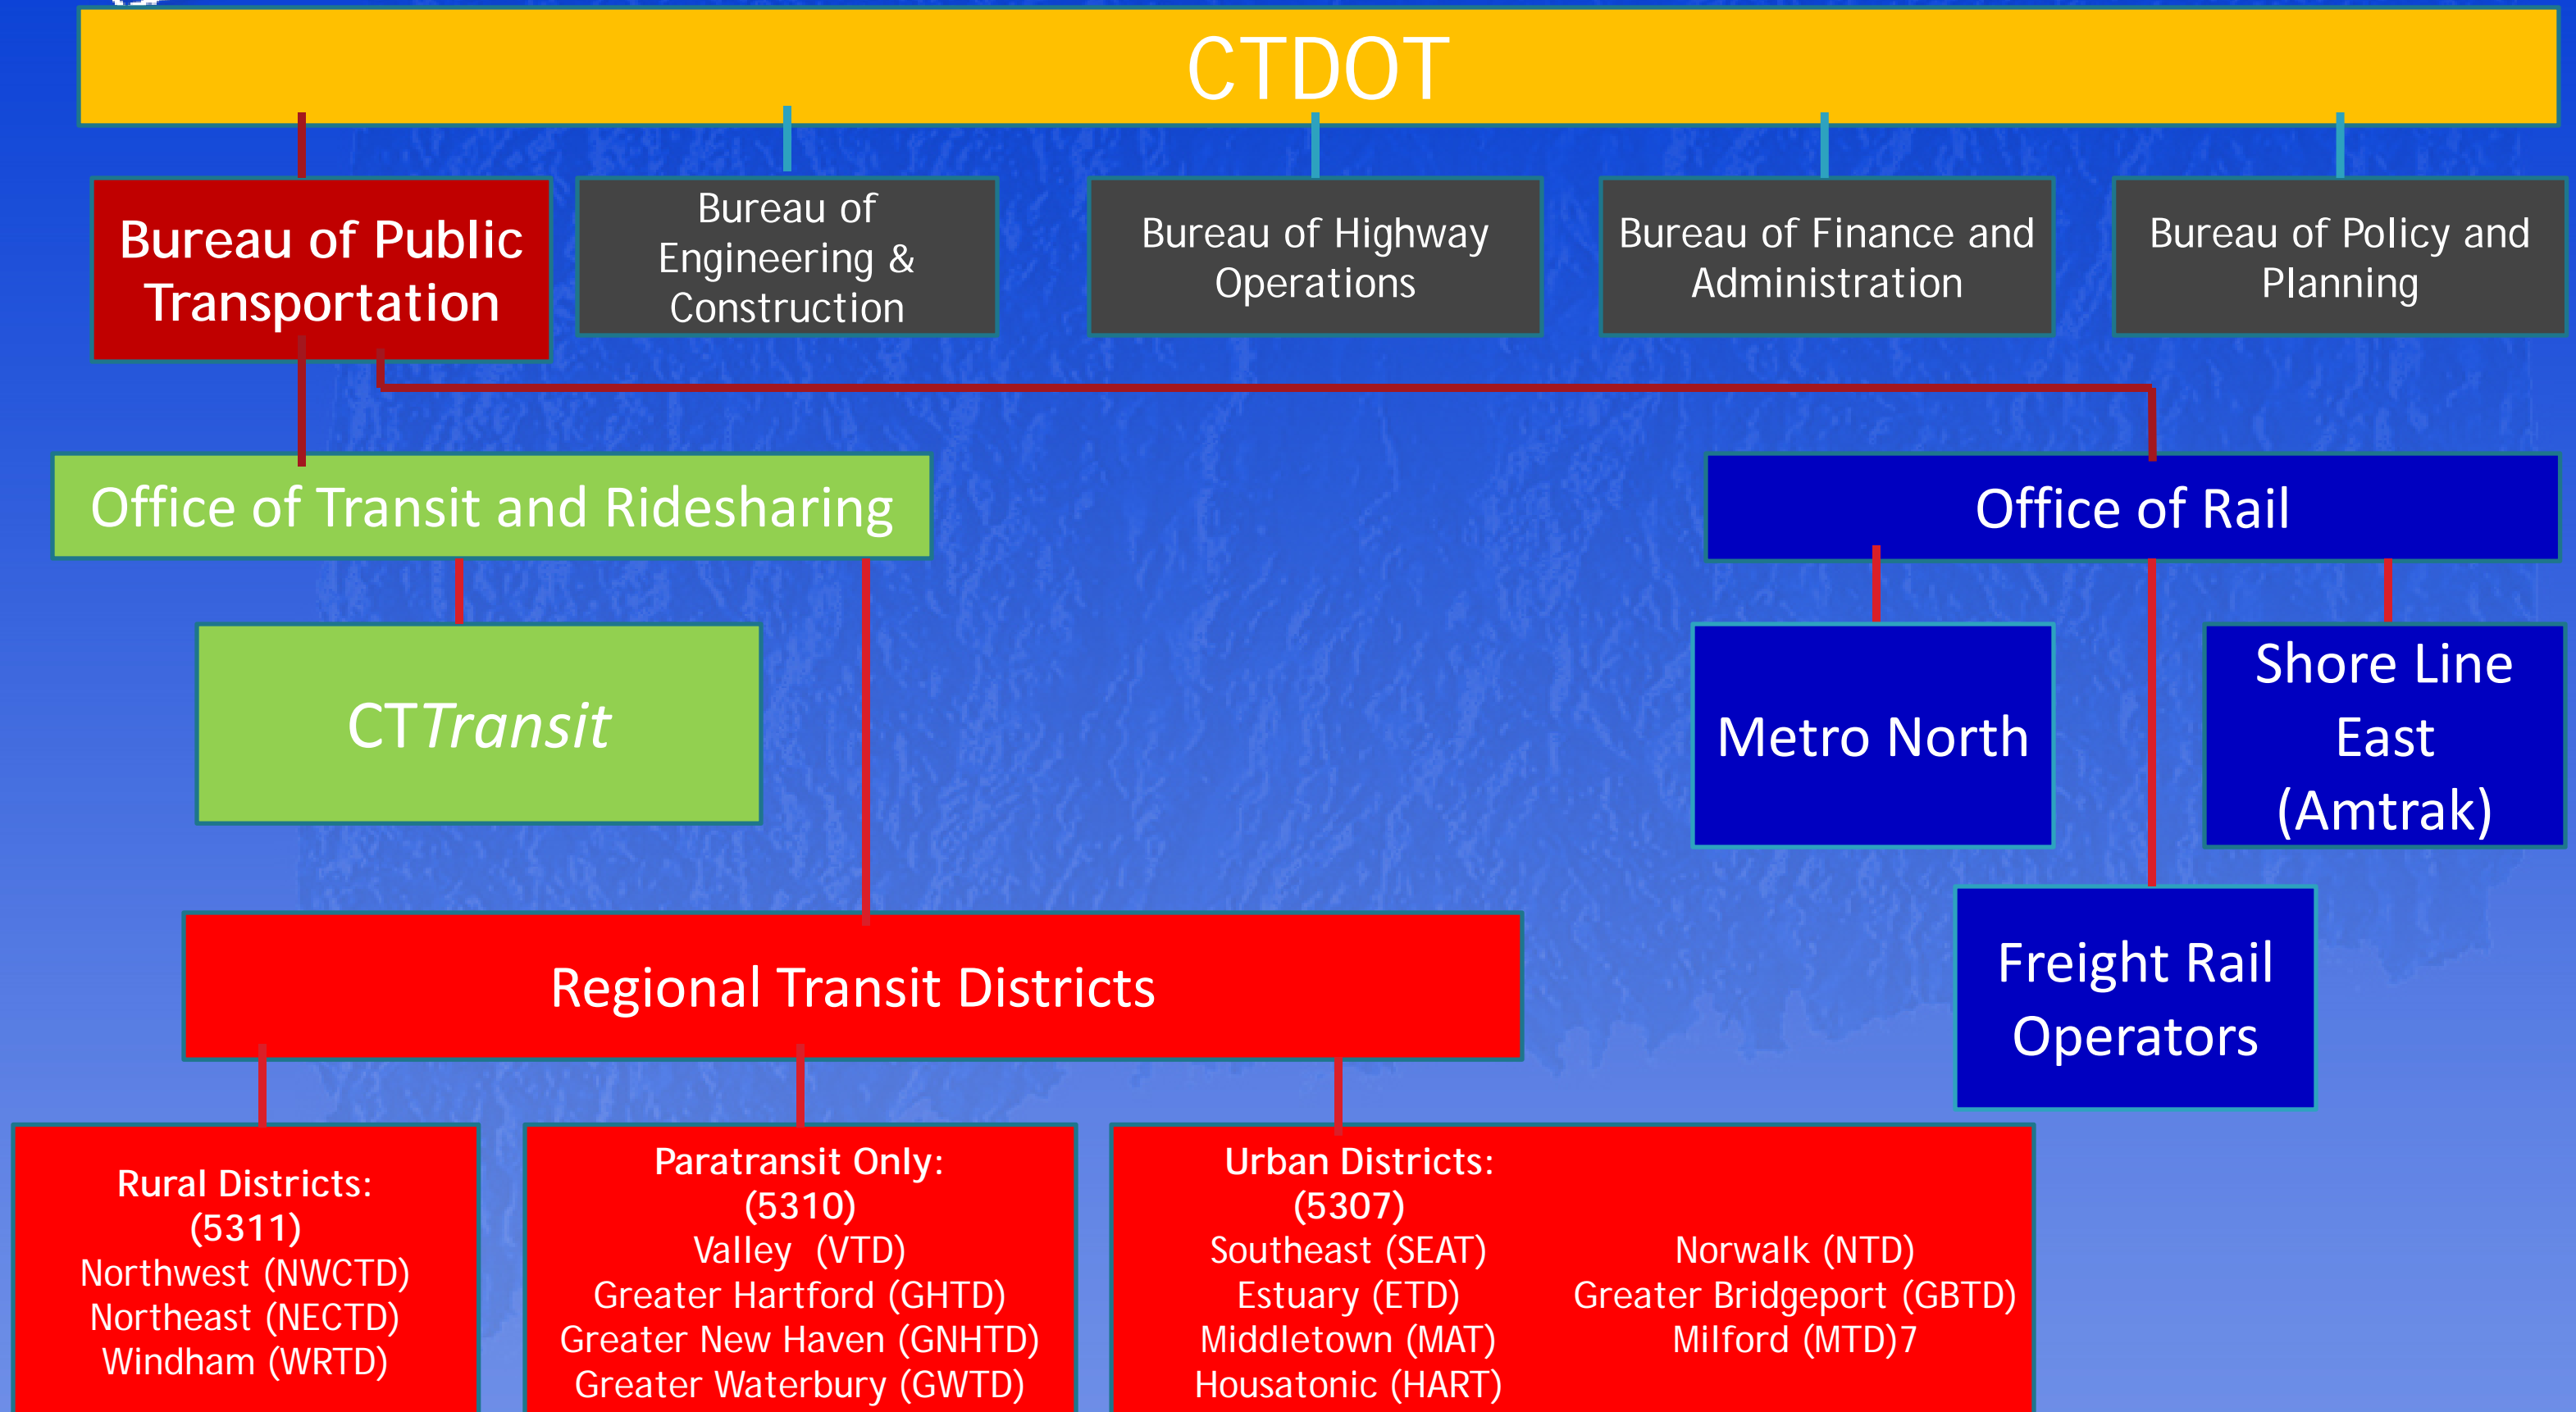 CTDOT
Bureau of Public
Transportation
Bureau of
Engineering &
Construction
Bureau of Highway
Operations
Bureau of Finance and
Administration
Bureau of Policy and
Planning
Office of Transit and Ridesharing
Office of Rail
CTTransit
Metro North
Shore Line
East
(Amtrak)
Regional Transit Districts
Freight Rail
Operators
Rural Districts:
(5311)
Northwest (NWCTD)
Northeast (NECTD)
Windham (WRTD)
Paratransit Only:
(5310)
Valley (VTD)
Greater Hartford (GHTD)
Greater New Haven (GNHTD)
Greater Waterbury (GWTD)
Urban Districts:
(5307)
Southeast (SEAT)
Estuary (ETD)
Middletown (MAT)
Housatonic (HART)
Norwalk (NTD)
Greater Bridgeport (GBTD)
Milford (MTD)7